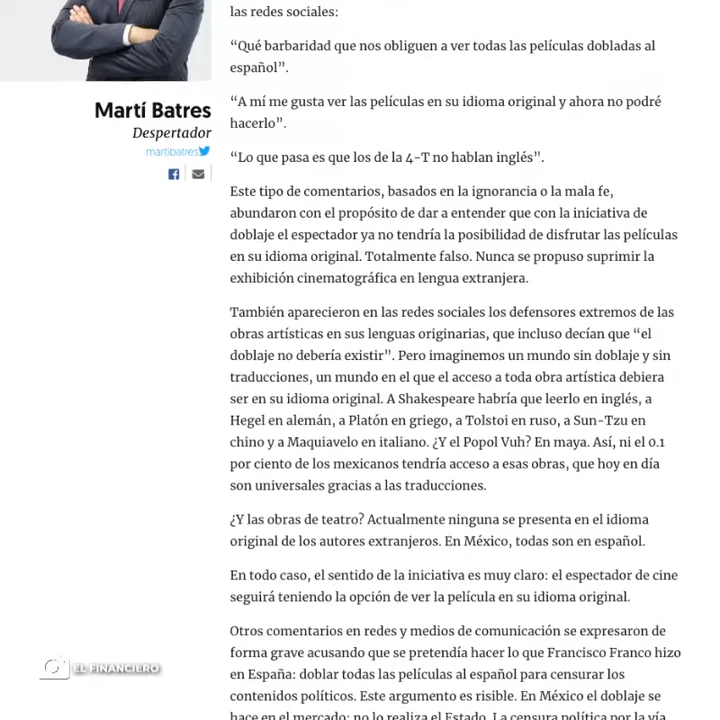 las redes sociales:
“Qué barbaridad que nos obliguen a ver todas las películas dobladas al
español”.
“A mí me gusta ver las películas en su idioma original y ahora no podré
hacerlo”.
“Lo que pasa es que los de la 4-T no hablan inglés”.
Este tipo de comentarios, basados en la ignorancia o la mala fe,
abundaron con el propósito de dar a entender que con la iniciativa de
doblaje el espectador ya no tendría la posibilidad de disfrutar las películas
en su idioma original. Totalmente falso. Nunca se propuso suprimir la
exhibición cinematográfica en lengua extranjera.
También aparecieron en las redes sociales los defensores extremos de las
obras artísticas en sus lenguas originarias, que incluso decían que “el
doblaje no debería existir”. Pero imaginemos un mundo sin doblaje y sin
traducciones, un mundo en el que el acceso a toda obra artística debiera
ser en su idioma original. A Shakespeare habría que leerlo en inglés, a
Hegel en alemán, a Platón en griego, a Tolstoi en ruso, a Sun-Tzu en
chino y a Maquiavelo en italiano. ¿Y el Popol Vuh? En maya. Así, ni el 0.1
por ciento de los mexicanos tendría acceso a esas obras, que hoy en día
son universales gracias a las traducciones.
¿Y las obras de teatro? Actualmente ninguna se presenta en el idioma
original de los autores extranjeros. En México, todas son en español.
En todo caso, el sentido de la iniciativa es muy claro: el espectador de cine
seguirá teniendo la opción de ver la película en su idioma original.
Otros comentarios en redes y medios de comunicación se expresaron de
forma grave acusando que se pretendía hacer lo que Francisco Franco hizo
en España: doblar todas las películas al español para censurar los
contenidos políticos. Este argumento es risible. En México el doblaje se
hace en el mercado; no lo realiza el Estado. La censura política por la vía
Martí Batres
Despertador
martibatres
EL FINANCIERO